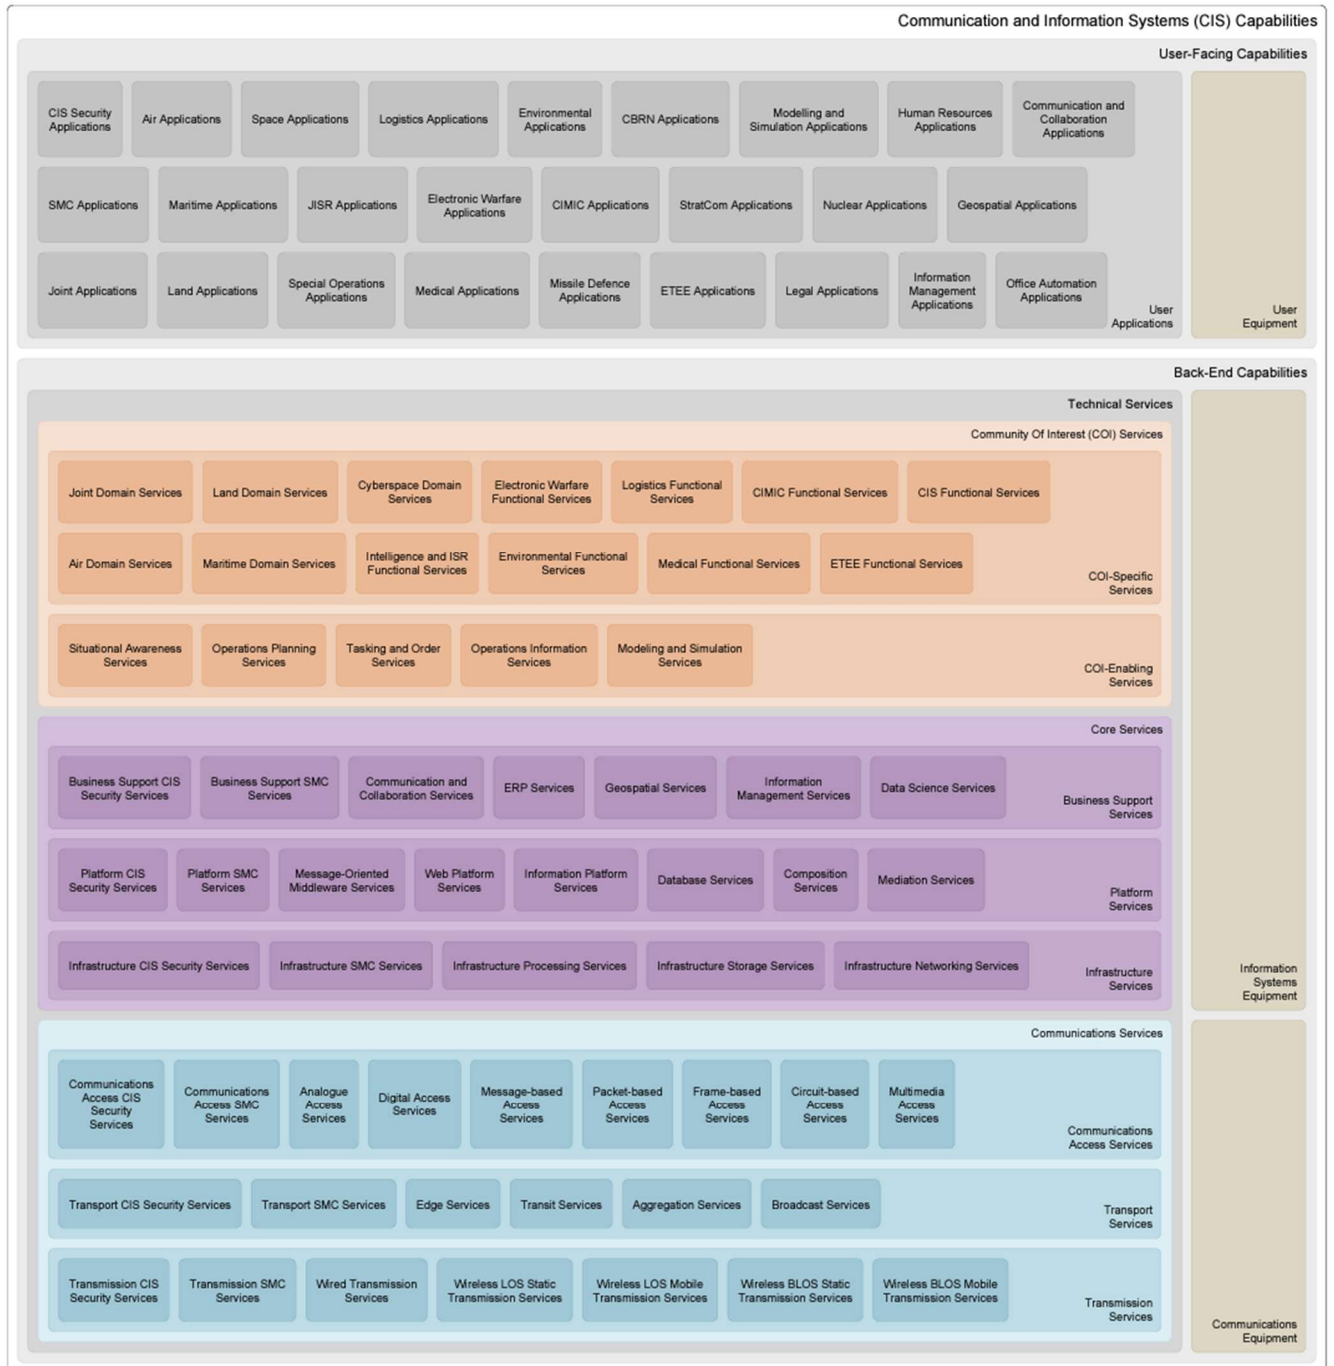 Communication and Information Systems (CIS) Capabilities
User-Facing Capabilities
CIS Security
Applications
Air Applications
Space Applications
Logistics Applications
Environmental
Applications
CBRN Applications
Modelling and
Simulation Applications
Human Resources
Applications
Communication and
Collaboration
Applications
SMC Applications
Maritime Applications
JISR Applications
Electronic Warfare
Applications
CIMIC Applications
StratCom Applications
Nuclear Applications
Geospatial Applications
Joint Applications
Land Applications
Special Operations
Applications
Medical Applications
Missile Defence
Applications
ETEE Applications
Legal Applications
Information
Management
Applications
Office Automation
Applications
User
Applications
User
Equipment
Back-End Capabilities
Technical Services
Community Of Interest (COI) Services
Joint Domain Services
Land Domain Services
Cyberspace Domain
Services
Electronic Warfare
Functional Services
Logistics Functional
Services
CIMIC Functional Services
CIS Functional Services
Air Domain Services
Maritime Domain Services
Intelligence and ISR
Functional Services
Environmental Functional
Services
Medical Functional Services
ETEE Functional Services
COI-Specific
Services
Situational Awareness
Services
Operations Planning
Services
Tasking and Order
Services
Operations Information
Services
Modeling and Simulation
Services
COI-Enabling
Services
Core Services
Business Support CIS
Security Services
Business Support SMC
Services
Communication and
Collaboration Services
ERP Services
Geospatial Services
Information
Management Services
Data Science Services
Business Support
Services
Platform CIS
Security Services
Platform SMC
Services
Message-Oriented
Middleware Services
Web Platform
Services
Information Platform
Services
Database Services
Composition
Services
Mediation Services
Platform
Services
Infrastructure CIS Security Services
Infrastructure SMC Services
Infrastructure Processing Services
Infrastructure Storage Services
Infrastructure Networking Services
Infrastructure
Services
Information
Systems
Equipment
Communications Services
Communications
Access CIS
Security
Services
Communications
Access SMC
Services
Analogue
Access
Services
Digital Access
Services
Message-based
Access
Services
Packet-based
Access
Services
Frame-based
Access
Services
Circuit-based
Access
Services
Multimedia
Access
Services
Communications
Access Services
Transport CIS Security Services
Transport SMC Services
Edge Services
Transit Services
Aggregation Services
Broadcast Services
Transport
Services
Transmission CIS
Security Services
Transmission SMC
Services
Wired Transmission
Services
Wireless LOS Static
Transmission Services
Wireless LOS Mobile
Transmission Services
Wireless BLOS Static
Transmission Services
Wireless BLOS Mobile
Transmission Services
Transmission
Services
Communications
Equipment